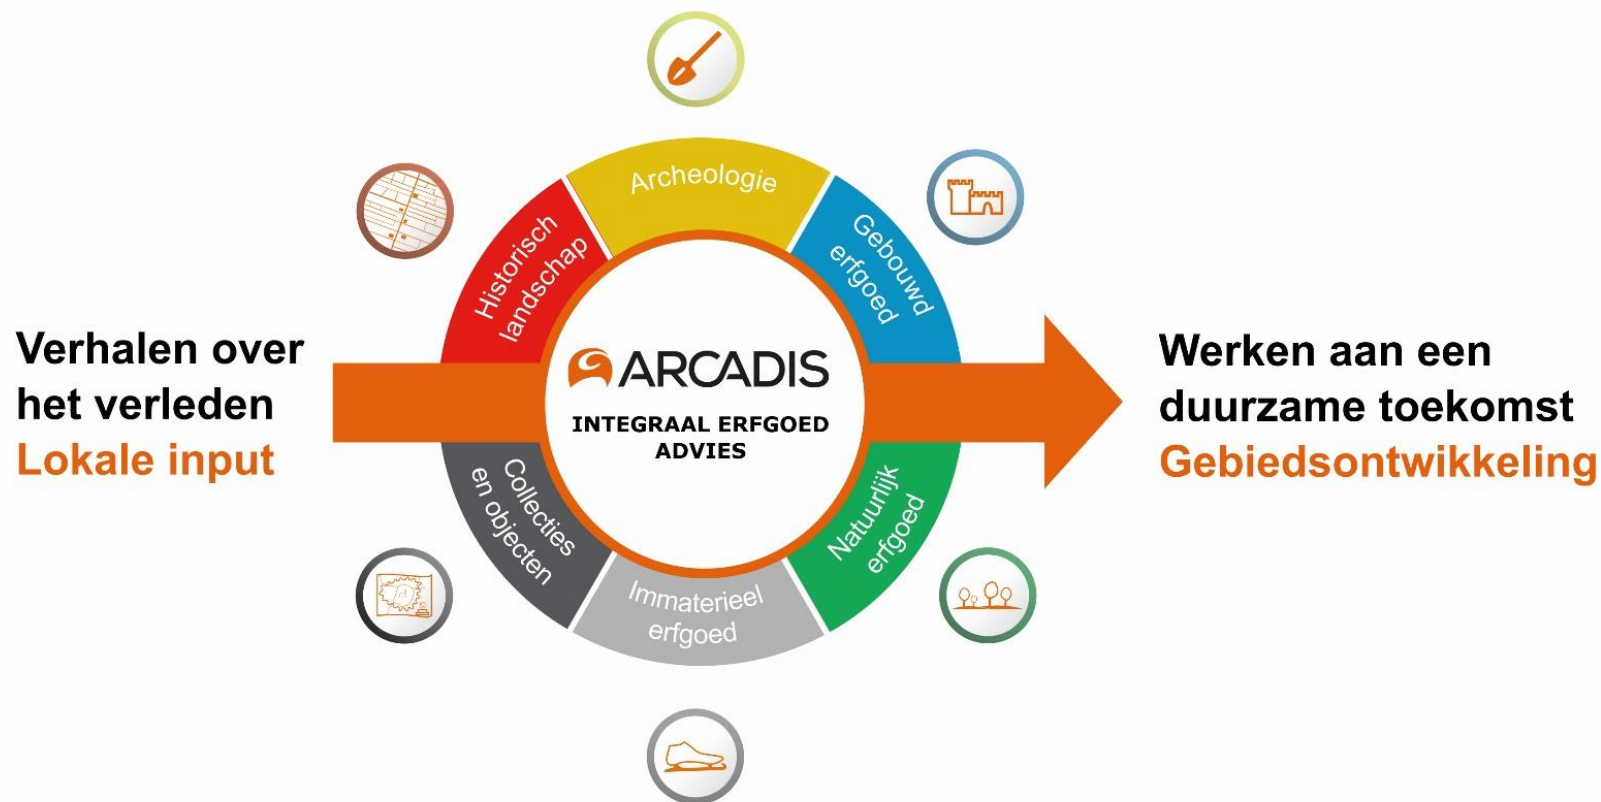 Archeologie
Historisch
landschap
Gebouwd
erfgoed
Verhalen over
het verleden
Lokale input
ARCADIS
INTEGRAAL ERFGOED
ADVIES
Werken aan een
duurzame toekomst
Gebiedsontwikkeling
Collecties
en objecten
Natuurlijk
erfgoed
Immaterieel
erfgoed